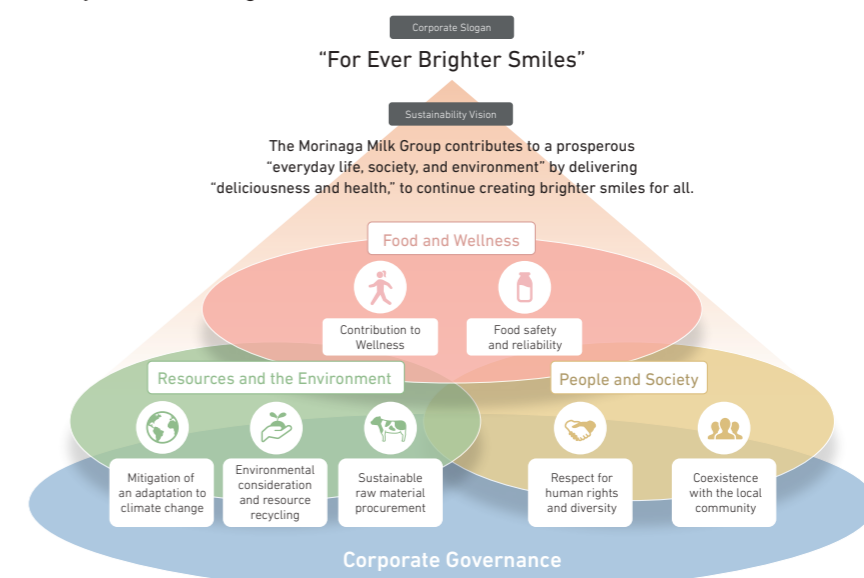 Corporate Slogan
“For Ever Brighter Smiles”
Sustainability Vision
The Morinaga Milk Group contributes to a prosperous
“everyday life, society, and environment” by delivering
“deliciousness and health,” to continue creating brighter smiles for all.
Food and Wellness
Contribution to
Wellness
Food safety
and reliability
Resources and the Environment
Mitigation of
an adaptation to
climate change
Environmental
consideration
and resource
recycling
Sustainable
raw material
procurement
People and Society
Respect for
human rights
and diversity
Coexistence
with the local
community
Corporate Governance